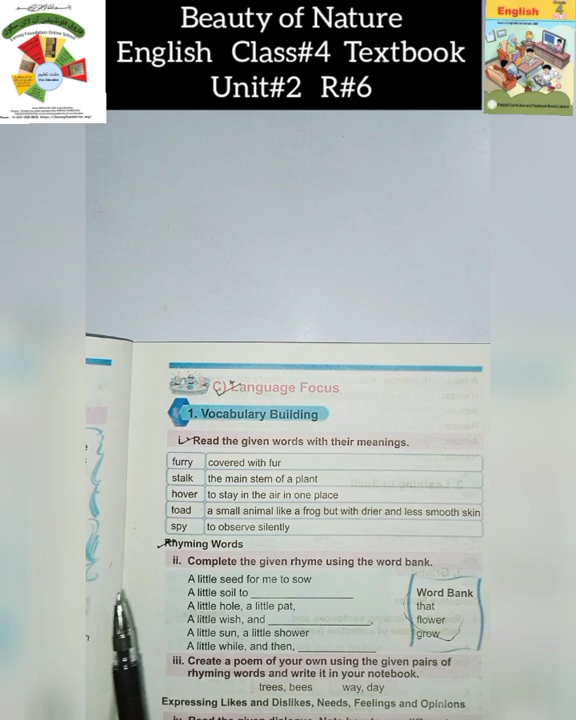 Beauty of Nature
English Class#4 Textbook
Unit#2 R#6
English
4
C) Language Focus
1. Vocabulary Building
i. Read the given words with their meanings.
furry covered with fur
stalk the main stem of a plant
hover to stay in the air in one place
toad a small animal like a frog but with drier and less smooth skin
spy to observe silently
Rhyming Words
ii. Complete the given rhyme using the word bank.
A little seed for me to sow
A little soil to ____________
A little hole, a little pat,
A little wish, and ____________,
A little sun, a little shower
A little while, and then, ____________
Word Bank
that
flower
grow
iii. Create a poem of your own using the given pairs of
rhyming words and write it in your notebook.
trees, bees way, day
Expressing Likes and Dislikes, Needs, Feelings and Opinions